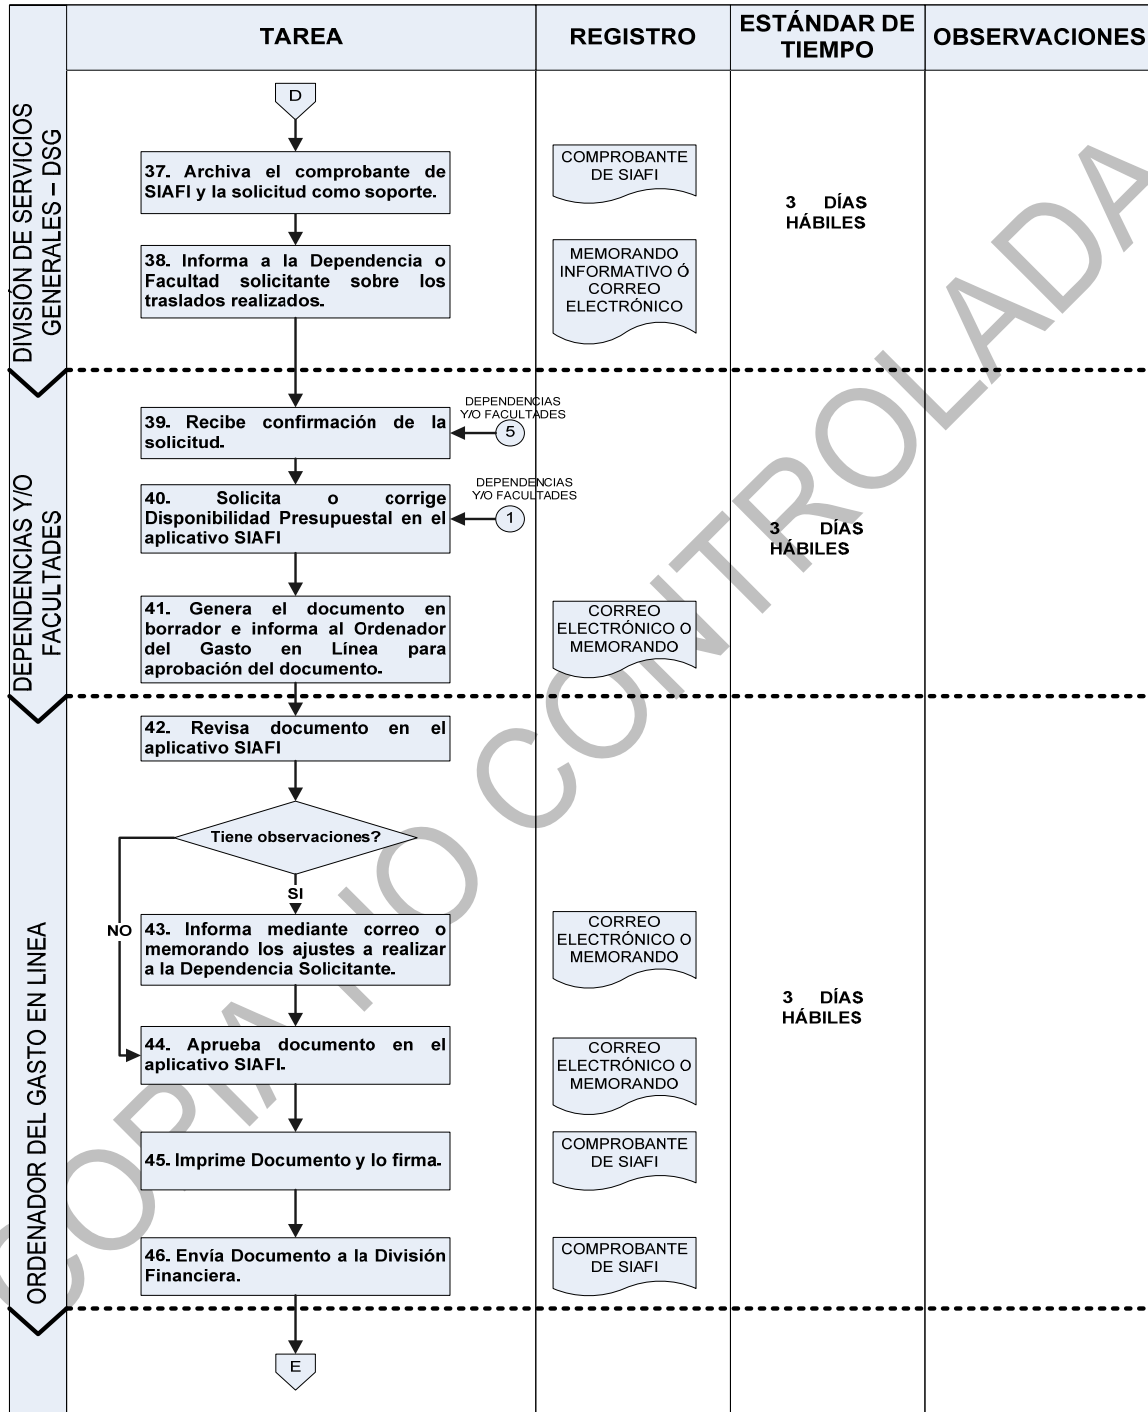 TAREA
REGISTRO
ESTÁNDAR DE
TIEMPO
OBSERVACIONES
DIVISIÓN DE SERVICIOS
GENERALES – DSG
D
37. Archiva el comprobante de
SIAFI y la solicitud como soporte.
COMPROBANTE
DE SIAFI
3 DÍAS
HÁBILES
38. Informa a la Dependencia o
Facultad solicitante sobre los
traslados realizados.
MEMORANDO
INFORMATIVO Ó
CORREO
ELECTRÓNICO
DEPENDENCIAS Y/O
FACULTADES
39. Recibe confirmación de la
solicitud.
DEPENDENCIAS
Y/O FACULTADES
5
40. Solicita o corrige
Disponibilidad Presupuestal en el
aplicativo SIAFI
DEPENDENCIAS
Y/O FACULTADES
1
3 DÍAS
HÁBILES
41. Genera el documento en
borrador e informa al Ordenador
del Gasto en Línea para
aprobación del documento.
CORREO
ELECTRÓNICO O
MEMORANDO
ORDENADOR DEL GASTO EN LINEA
42. Revisa documento en el
aplicativo SIAFI
Tiene observaciones?
SI
NO
43. Informa mediante correo o
memorando los ajustes a realizar
a la Dependencia Solicitante.
CORREO
ELECTRÓNICO O
MEMORANDO
3 DÍAS
HÁBILES
44. Aprueba documento en el
aplicativo SIAFI.
CORREO
ELECTRÓNICO O
MEMORANDO
45. Imprime Documento y lo firma.
COMPROBANTE
DE SIAFI
46. Envía Documento a la División
Financiera.
COMPROBANTE
DE SIAFI
E
COPIA NO CONTROLADA